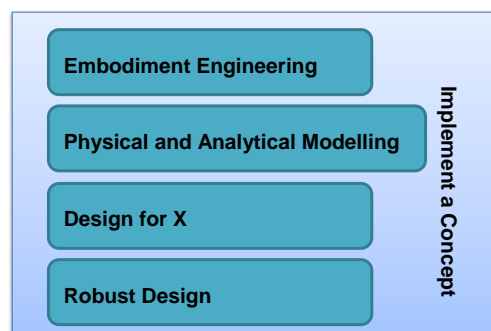 Embodiment Engineering
Physical and Analytical Modelling
Design for X
Robust Design
Implement a Concept